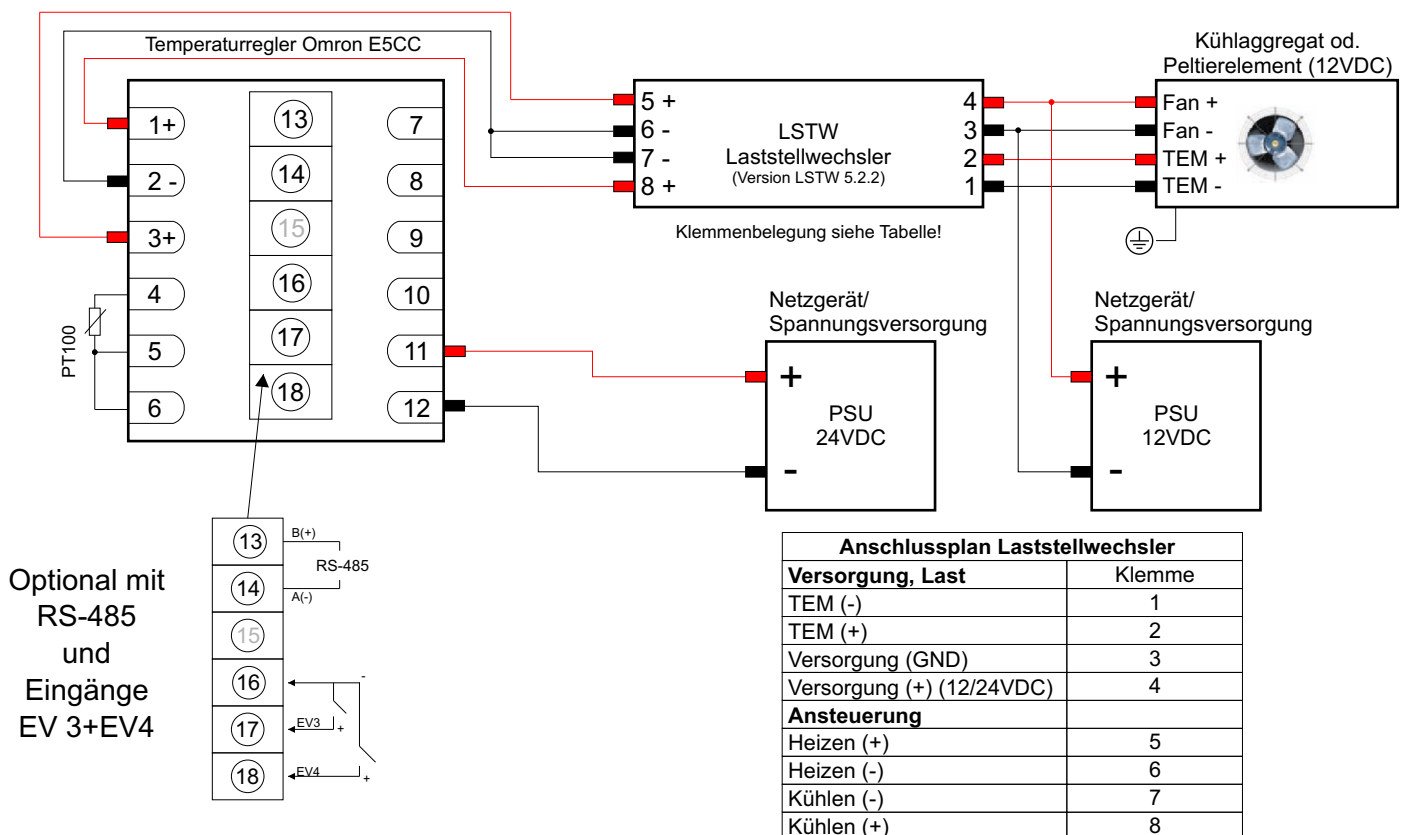 Temperaturregler Omron E5CC
1+
2 -
3+
4
5
6
PT100
13
14
15
16
17
18
7
8
9
10
11
12
5 +
6 -
7 -
8 +
LSTW
Laststellwechsler
(Version LSTW 5.2.2)
4
3
2
1
Klemmenbelegung siehe Tabelle!
Kühlaggregat od.
Peltierelement (12VDC)
Fan +
Fan -
TEM +
TEM -
Netzgerät/
Spannungsversorgung
+
PSU
24VDC
-
Netzgerät/
Spannungsversorgung
+
PSU
12VDC
-
Optional mit
RS-485
und
Eingänge
EV 3+EV4
13 B(+)
RS-485
14 A(-)
15
16 -
17 EV3 +
18 EV4 +
Anschlussplan Laststellwechsler
Versorgung, Last Klemme
TEM (-) 1
TEM (+) 2
Versorgung (GND) 3
Versorgung (+) (12/24VDC) 4
Ansteuerung
Heizen (+) 5
Heizen (-) 6
Kühlen (-) 7
Kühlen (+) 8